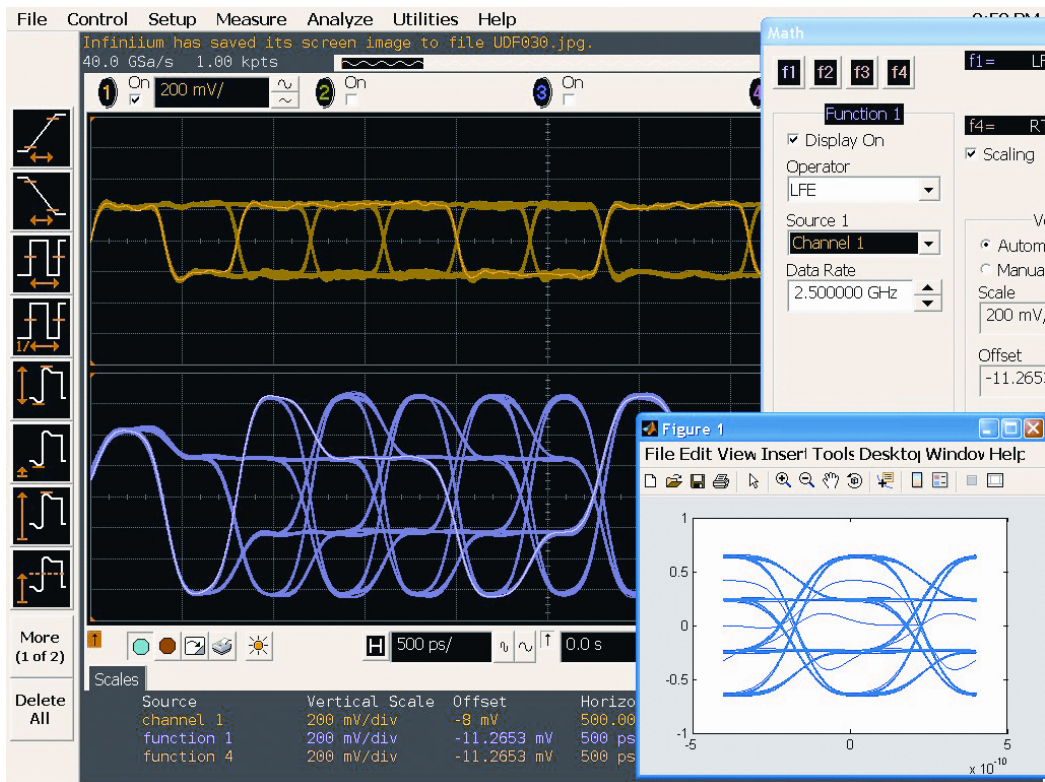 File Control Setup Measure Analyze Utilities Help
Infiniium has saved its screen image to file UDF030.jpg.
40.0 GSa/s 1.00 kpts
1 On 200 mV/ 2 On 3 On
Math
f1 f2 f3 f4
f1=
Function 1
Display On
f4=
Scaling
Operator
LFE
Source 1
Channel 1
Data Rate
2.500000 GHz
Scale
200 mV/
Offset
-11.265
Figure 1
File Edit View Insert Tools Desktop Window Help
1
0.5
0
-0.5
-1
-5 0 5
x 10^-10
1/
More
(1 of 2)
Delete
All
H 500 ps/ 0.0 s
Scales
Source Vertical Scale Offset
channel 1 200 mV/div -8 mV 500.00
function 1 200 mV/div -11.2653 mV 500 ps
function 4 200 mV/div -11.2653 mV 500 ps